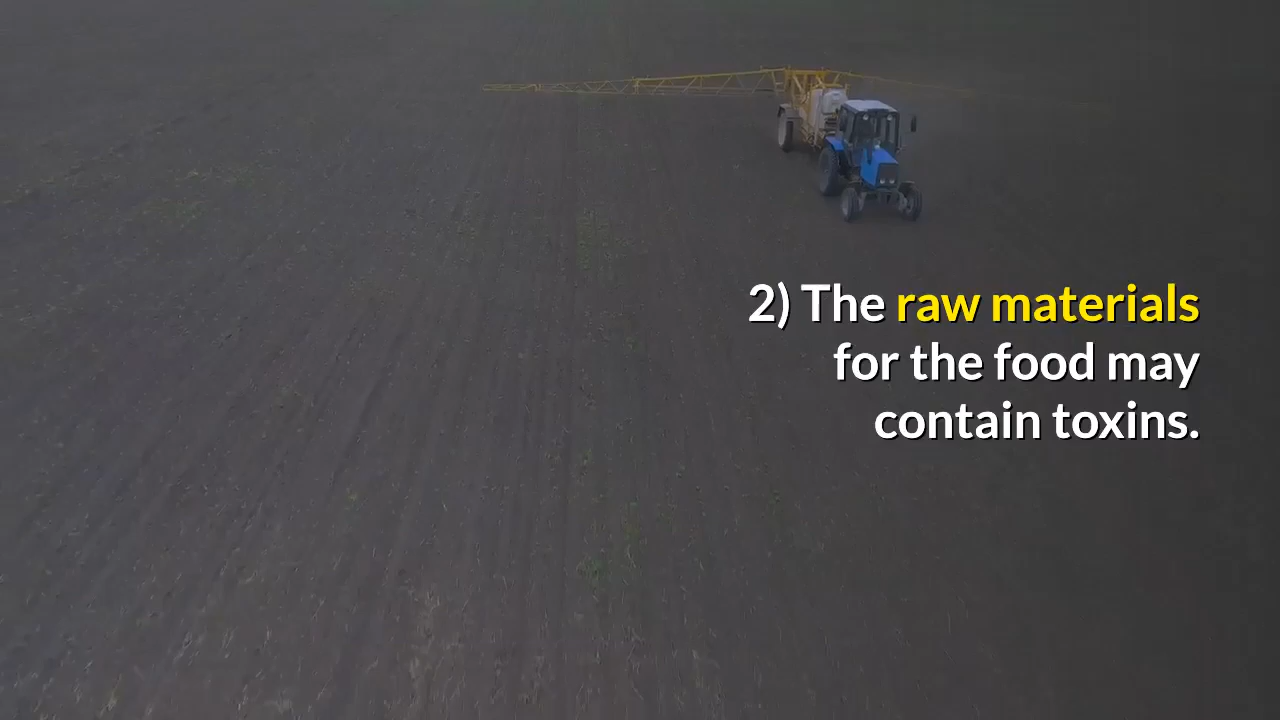 2) The raw materials
for the food may
contain toxins.